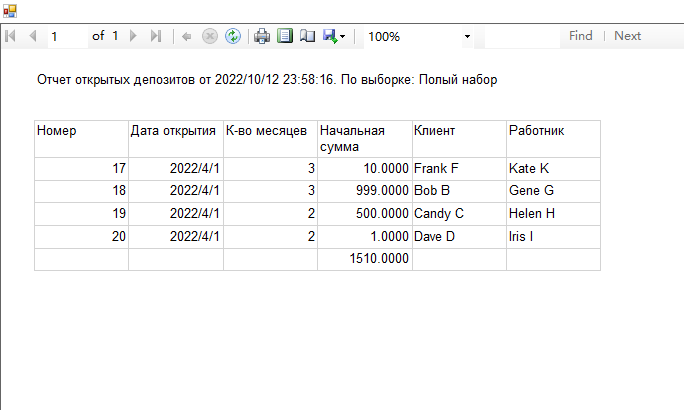 1 of 1 100% Find | Next
Отчет открытых депозитов от 2022/10/12 23:58:16. По выборке: Полый набор
Номер Дата открытия К-во месяцев Начальная сумма Клиент Работник
17 2022/4/1 3 10.0000 Frank F Kate K
18 2022/4/1 3 999.0000 Bob B Gene G
19 2022/4/1 2 500.0000 Candy C Helen H
20 2022/4/1 2 1.0000 Dave D Iris I
1510.0000